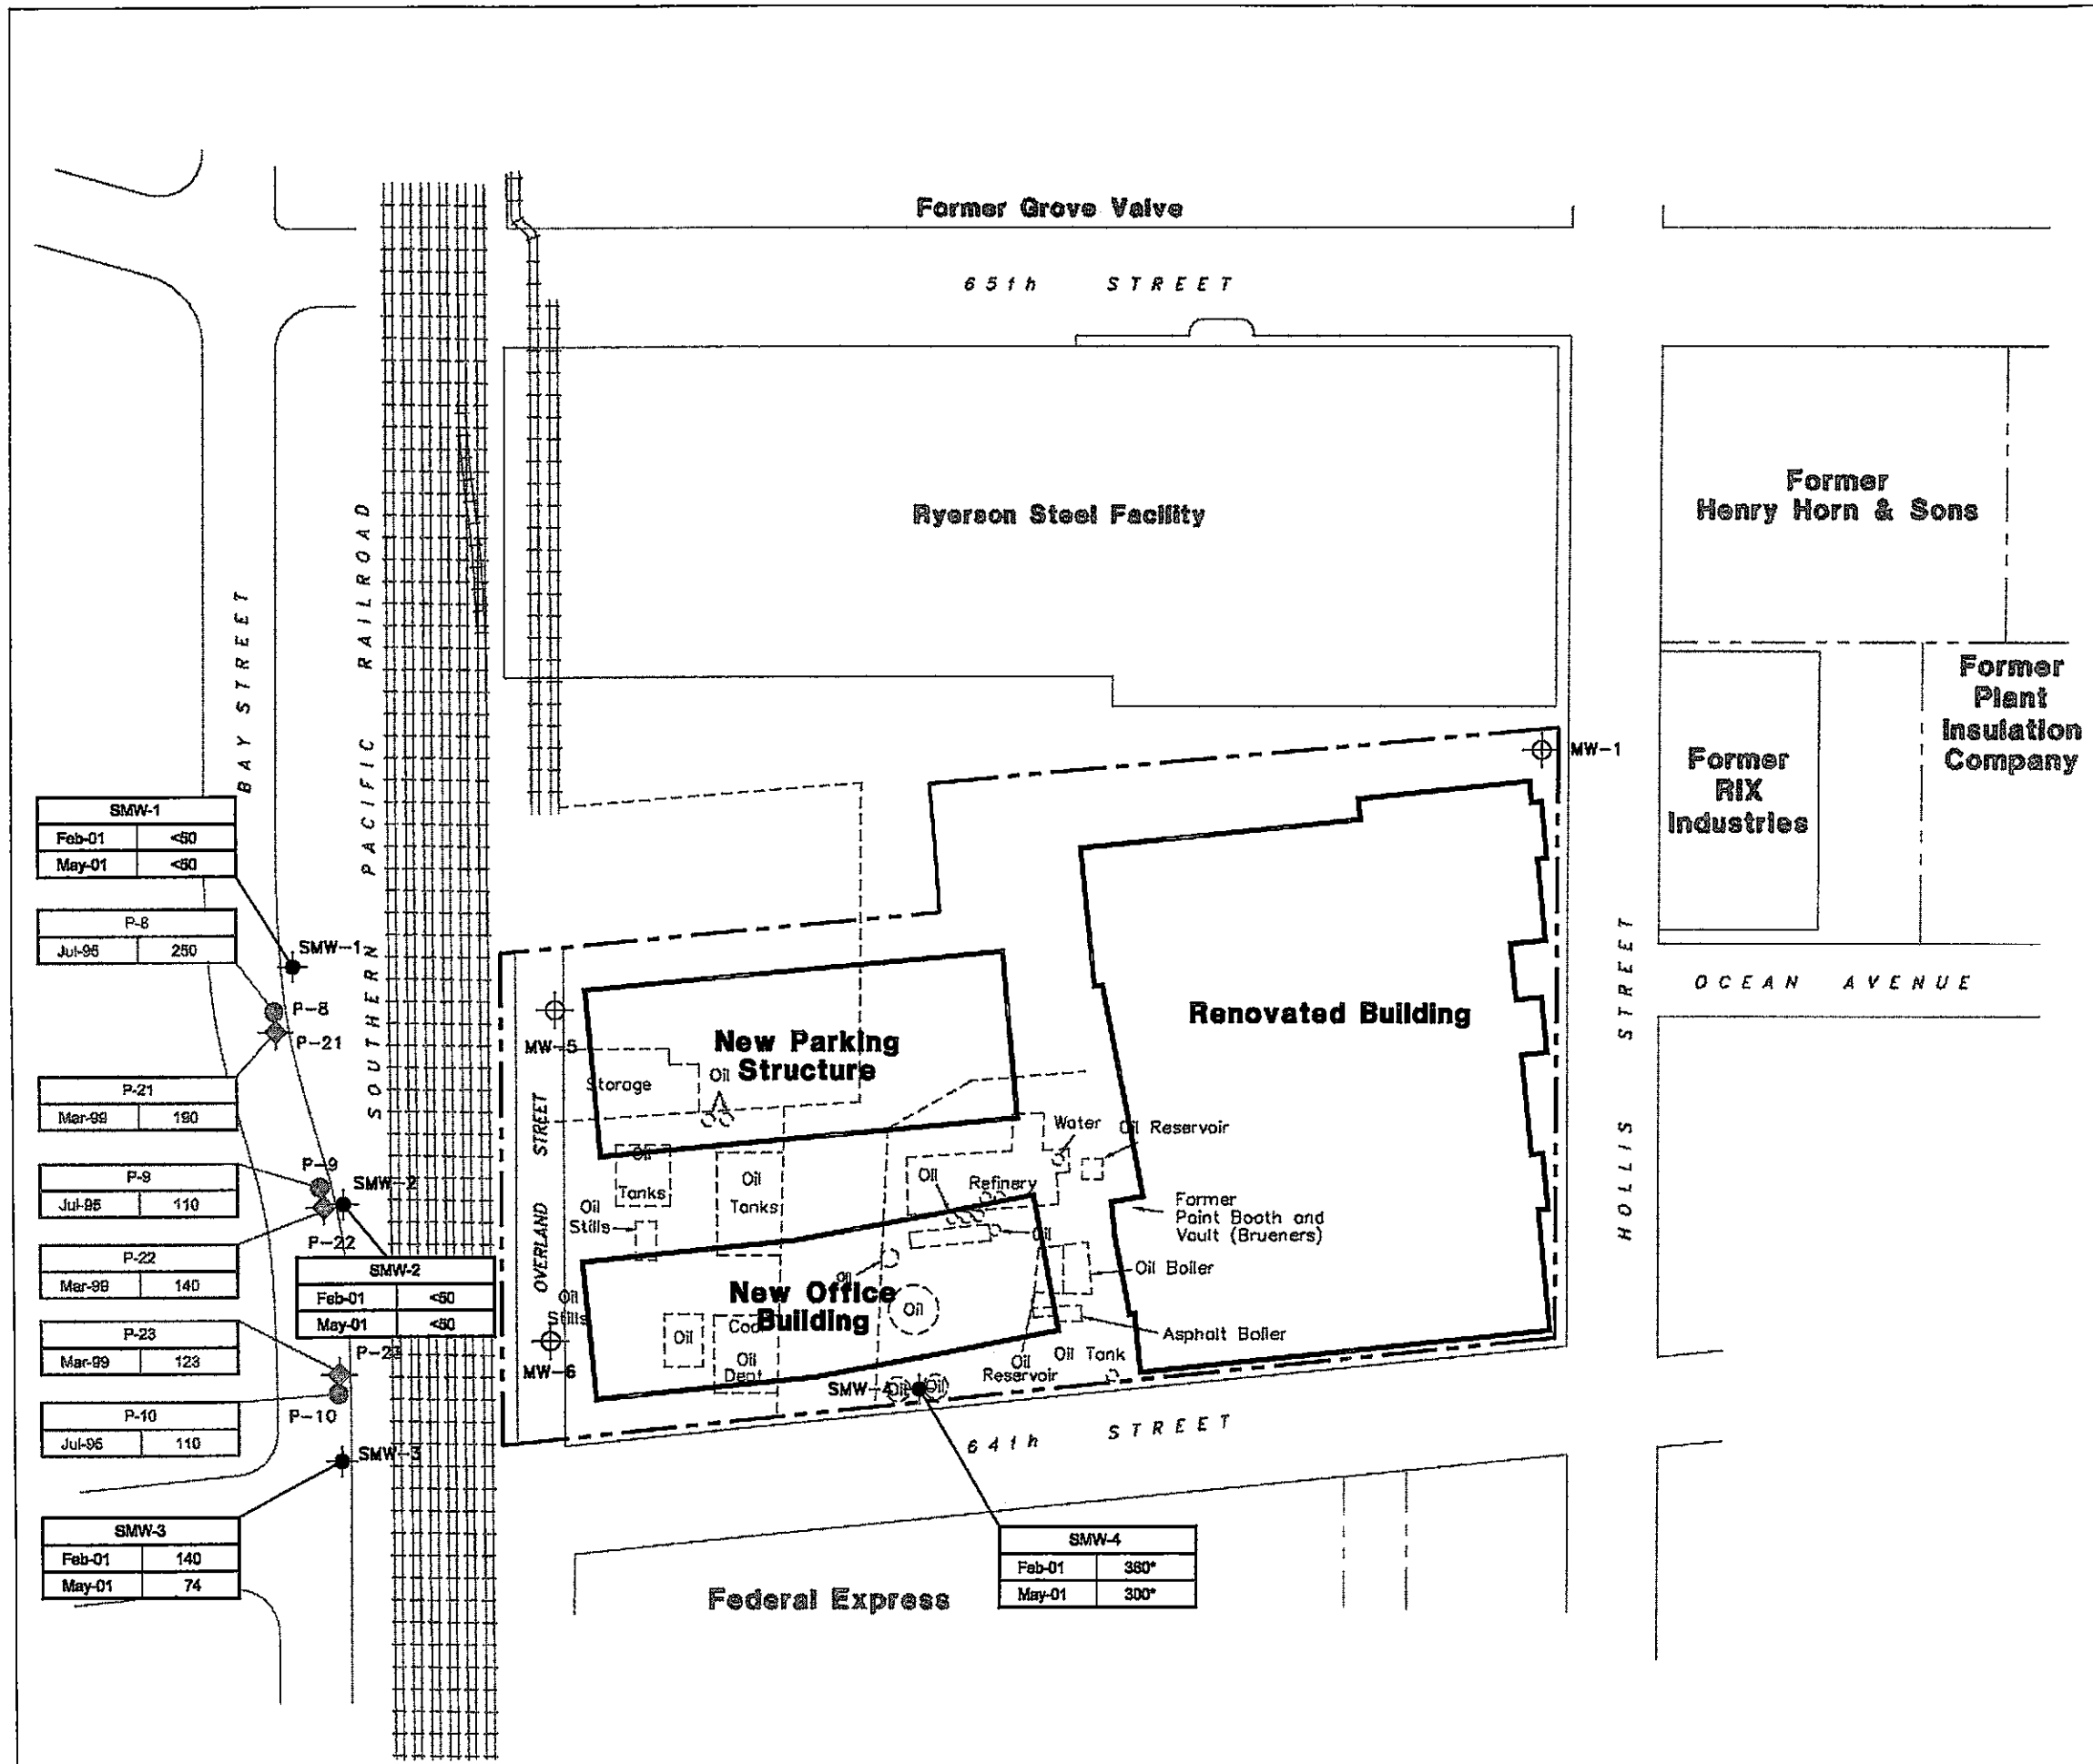 Former Grove Valve
65th STREET
Ryerson Steel Facility
Former
Henry Horn & Sons
Former
Plant
Insulation
Company
Former
RIX
Industries
BAY STREET
SOUTHERN PACIFIC RAILROAD
MW-1
SMW-1
Feb-01 <50
May-01 <50
P-8
Jul-95 250
SMW-1
P-8
P-21
P-21
Mar-99 190
P-9
Jul-95 110
P-9
SMW-2
P-22
P-22
Mar-99 140
SMW-2
Feb-01 <50
May-01 <50
P-23
Mar-99 123
P-23
P-10
P-10
Jul-95 110
SMW-3
SMW-3
Feb-01 140
May-01 74
MW-5
OVERLAND STREET
MW-6
New Parking
Structure
Storage
Oil
Oil
Tanks
Oil
Tanks
Oil
Stills
Oil
Stills
New Office
Building
Oil
Oil
Dept
Oil
Oil
Oil
Refinery
Oil
Water
Oil Reservoir
Former
Paint Booth and
Vault (Brueners)
Oil Boiler
Asphalt Boiler
Oil Tank
Oil
Reservoir
SMW-4
Oil
Oil
Renovated Building
HOLLIS STREET
OCEAN AVENUE
64th STREET
SMW-4
Feb-01 360*
May-01 300*
Federal Express